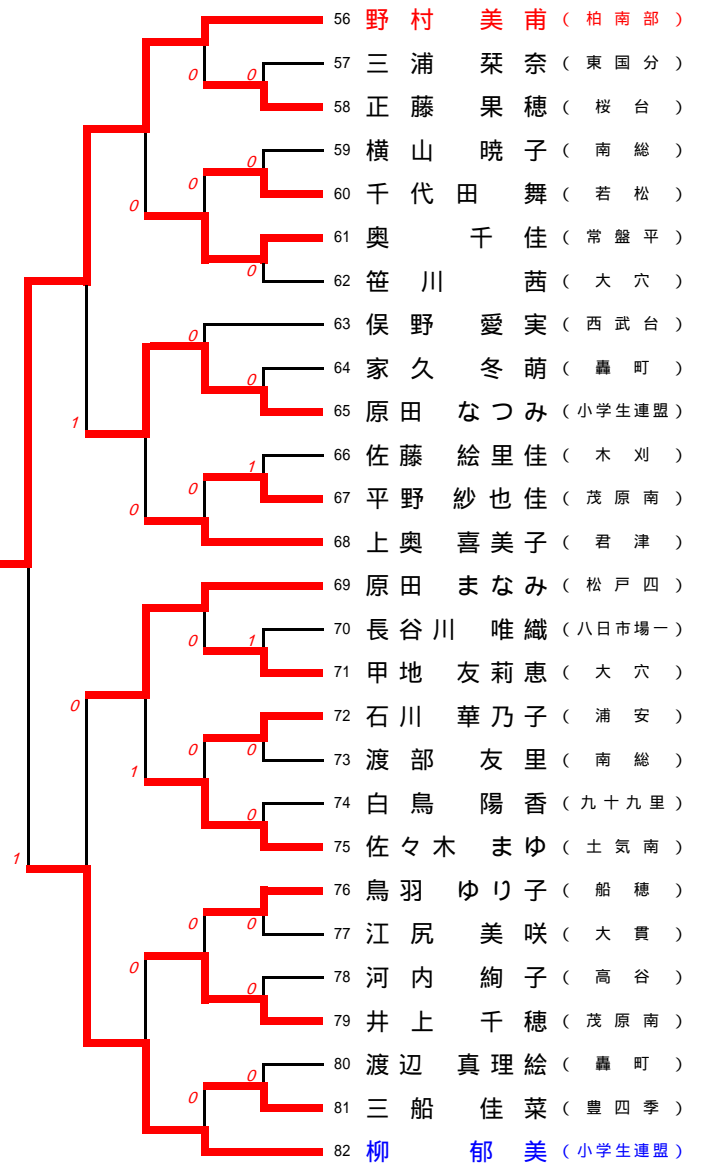 56 野村 美甫 (柏南部)
0 0 57 三浦 栞奈 (東国分)
58 正藤 果穂 (桜台)
0 59 横山 暁子 (南総)
0 0 60 千代田 舞 (若松)
61 奥 千佳 (常盤平)
0 62 笹川 茜 (大穴)
0 63 俣野 愛実 (西武台)
0 64 家久 冬萌 (轟町)
1 65 原田 なつみ (小学生連盟)
1 66 佐藤 絵里佳 (木刈)
0 0 67 平野 紗也佳 (茂原南)
68 上奥 喜美子 (君津)
69 原田 まなみ (松戸四)
0 1 70 長谷川 唯織 (八日市場一)
71 甲地 友莉恵 (大穴)
0 72 石川 華乃子 (浦安)
1 0 0 73 渡部 友里 (南総)
0 74 白鳥 陽香 (九十九里)
1 75 佐々木 まゆ (土気南)
76 鳥羽 ゆり子 (船穂)
0 0 77 江尻 美咲 (大貫)
0 0 78 河内 絢子 (高谷)
79 井上 千穂 (茂原南)
0 80 渡辺 真理絵 (轟町)
0 81 三船 佳菜 (豊四季)
82 柳 郁美 (小学生連盟)